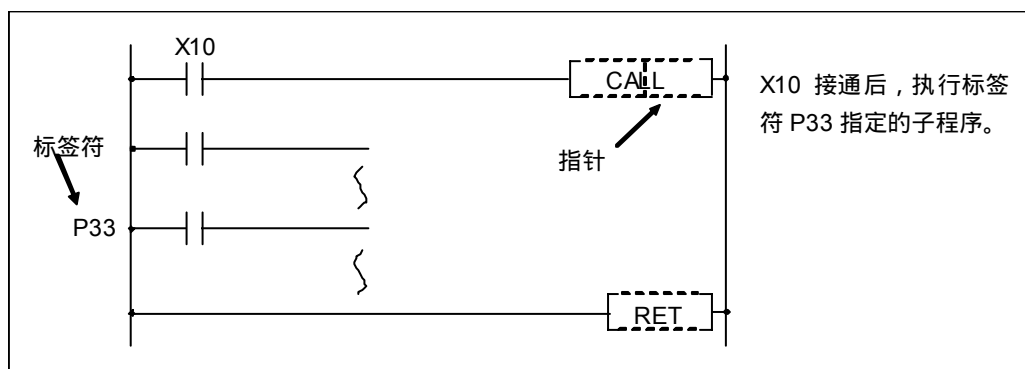 X10
CALL
X10 接通后，执行标签
符 P33 指定的子程序。
标签符
指针
P33
RET